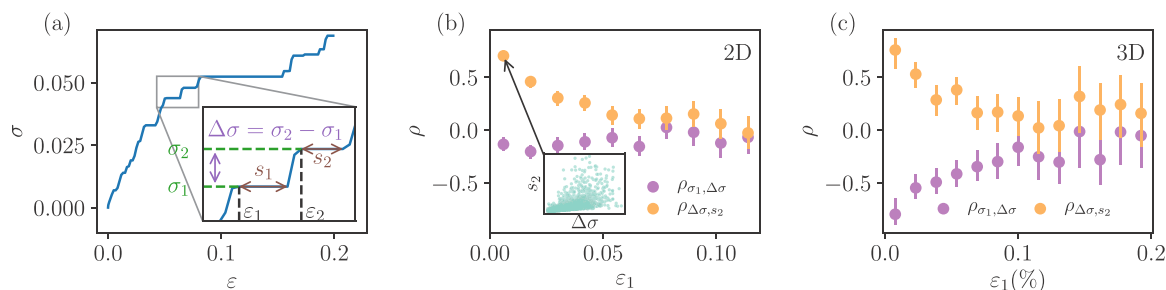 (a)
σ
0.050
0.025
0.000
Δσ = σ₂ − σ₁
σ₂
σ₁
s₁
s₂
ε₁
ε₂
0.0
0.1
0.2
ε
(b)
2D
ρ
0.5
0.0
−0.5
s₂
Δσ
ρσ₁,Δσ
ρΔσ,s₂
0.00
0.05
0.10
ε₁
(c)
3D
ρ
0.5
0.0
−0.5
ρσ₁,Δσ
ρΔσ,s₂
0.0
0.1
0.2
ε₁(%)